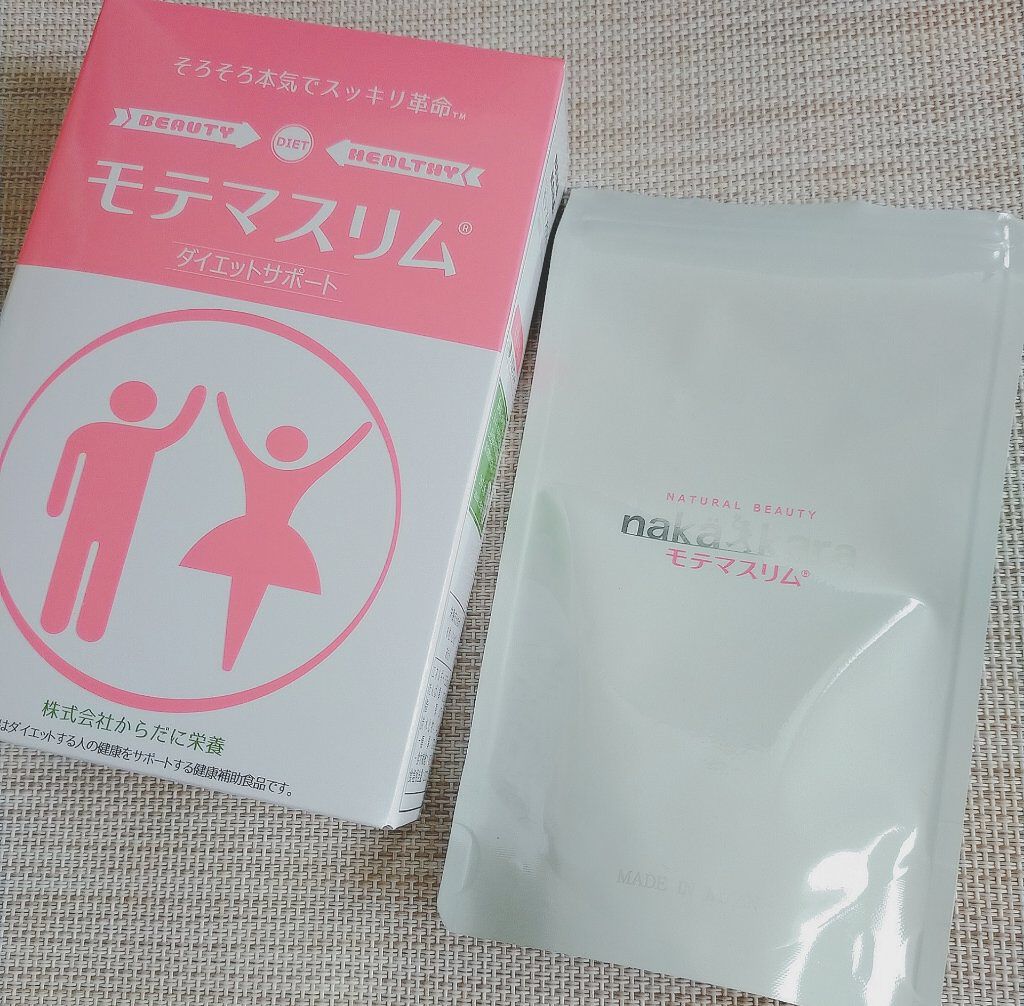 そろそろ本気でスッキリ革命™
BEAUTY
DIET
HEALTHY
モテマスリム®
ダイエットサポート
株式会社からだに栄養
はダイエットする人の健康をサポートする健康補助食品です。
NATURAL BEAUTY
naka kara
モテマスリム®
MADE IN